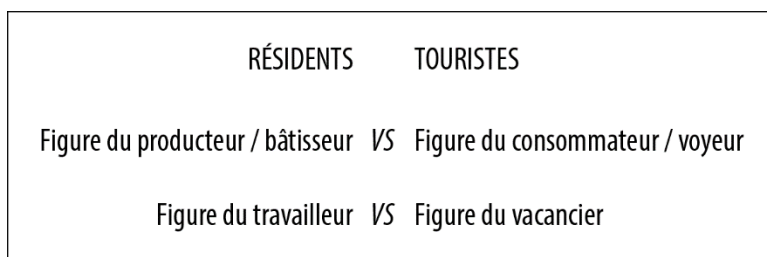 RÉSIDENTS TOURISTES
Figure du producteur / bâtisseur VS Figure du consommateur / voyeur
Figure du travailleur VS Figure du vacancier